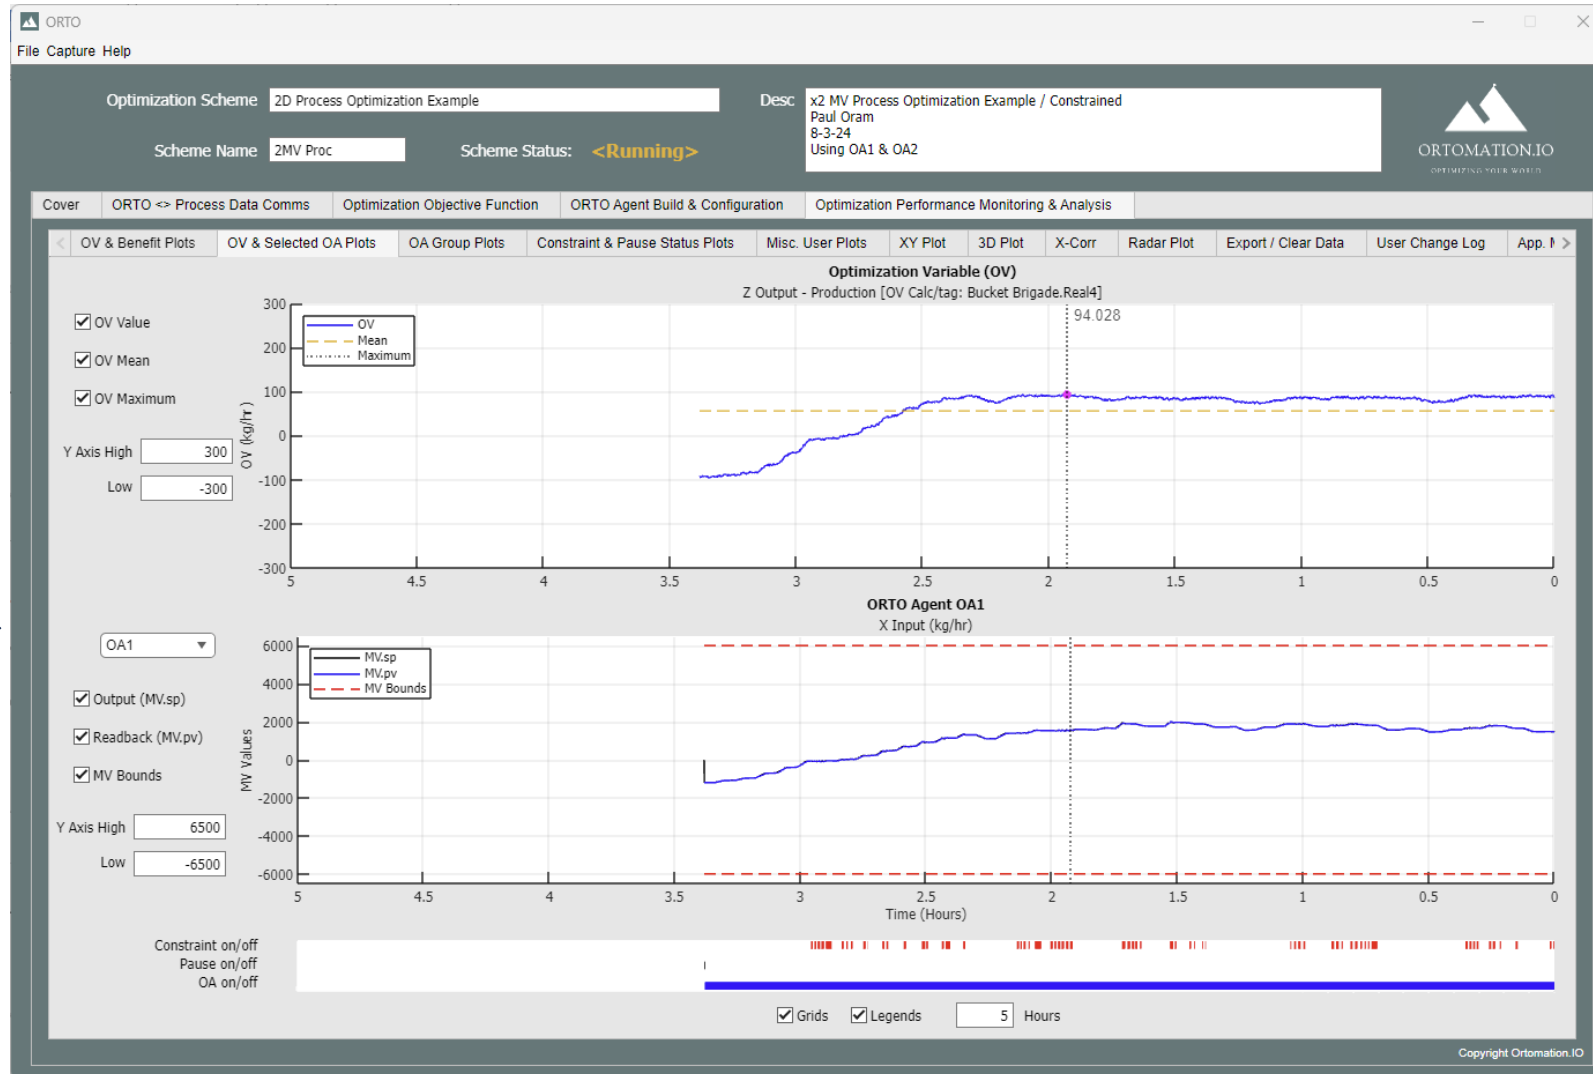 ORTO
File Capture Help
Optimization Scheme 2D Process Optimization Example
Desc x2 MV Process Optimization Example / Constrained
Paul Oram
8-3-24
Using OA1 & OA2
Scheme Name 2MV Proc Scheme Status: <Running>
ORTOMATION.IO
OPTIMIZING YOUR WORLD
Cover ORTO <> Process Data Comms Optimization Objective Function ORTO Agent Build & Configuration Optimization Performance Monitoring & Analysis
< OV & Benefit Plots OV & Selected OA Plots OA Group Plots Constraint & Pause Status Plots Misc. User Plots XY Plot 3D Plot X-Corr Radar Plot Export / Clear Data User Change Log App. >
Optimization Variable (OV)
Z Output - Production [OV Calc/tag: Bucket Brigade.Real4]
OV Value
OV Mean
OV Maximum
Y Axis High 300
Low -300
OV (kg/hr)
300
200
100
0
-100
-200
-300
OV
Mean
Maximum
94.028
5 4.5 4 3.5 3 2.5 2 1.5 1 0.5 0
ORTO Agent OA1
X Input (kg/hr)
OA1
Output (MV.sp)
Readback (MV.pv)
MV Bounds
Y Axis High 6500
Low -6500
MV Values
6000
4000
2000
0
-2000
-4000
-6000
MV.sp
MV.pv
MV Bounds
5 4.5 4 3.5 3 2.5 2 1.5 1 0.5 0
Time (Hours)
Constraint on/off
Pause on/off
OA on/off
Grids Legends 5 Hours
Copyright Ortomation.IO